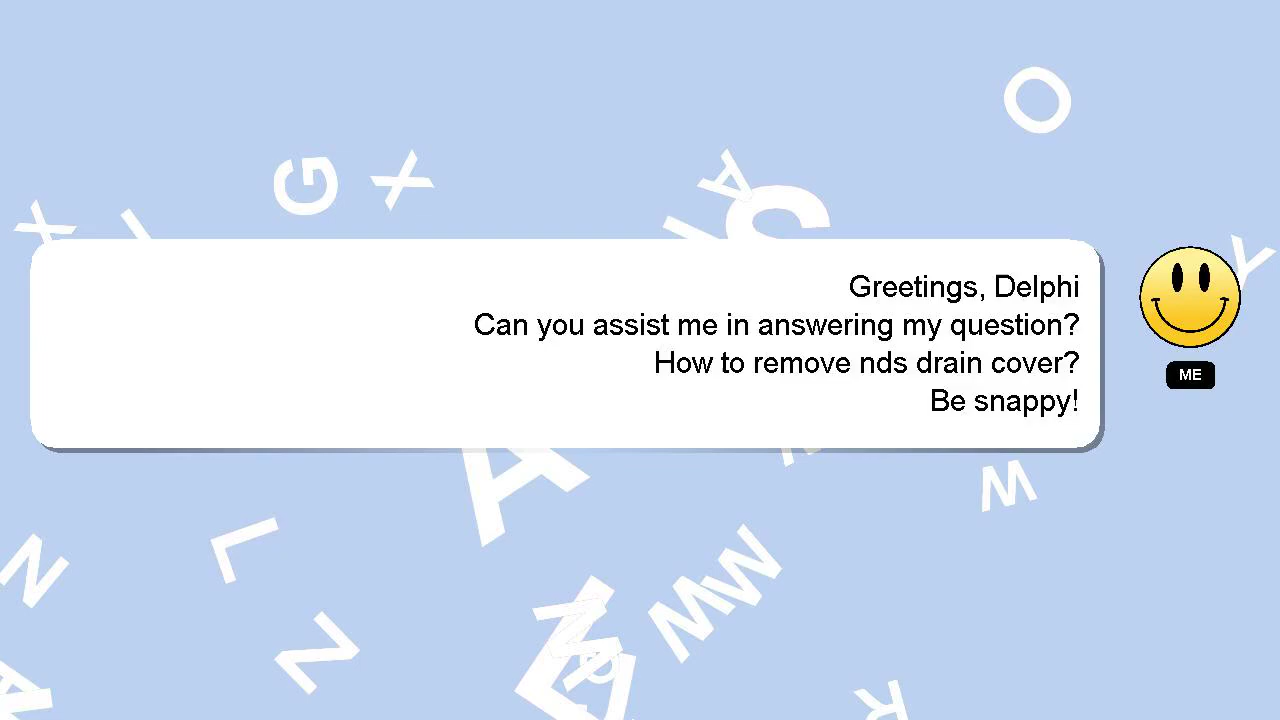 Greetings, Delphi
Can you assist me in answering my question?
How to remove nds drain cover?
Be snappy!
ME
O
G
X
A
X
Y
A
W
L
N
W
W
Z
R